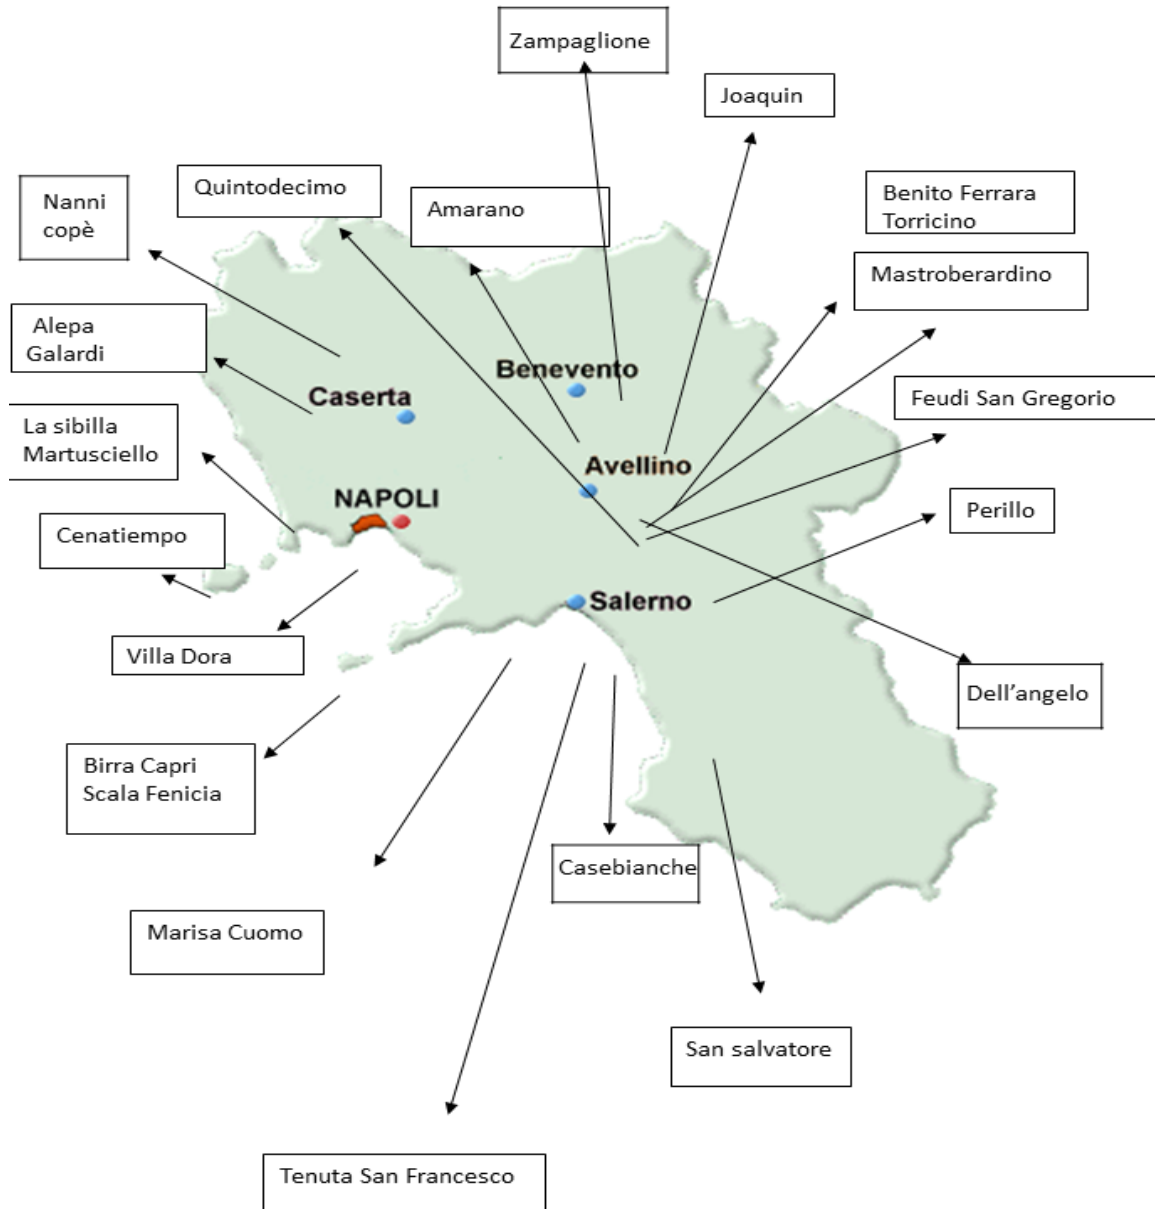 Zampaglione
Joaquin
Quintodecimo
Amarano
Nanni
copè
Benito Ferrara
Torricino
Mastroberardino
Alepa
Galardi
Benevento
Caserta
Feudi San Gregorio
La sibilla
Martusciello
Avellino
NAPOLI
Perillo
Cenatiempo
Salerno
Villa Dora
Dell’angelo
Birra Capri
Scala Fenicia
Casebianche
Marisa Cuomo
San salvatore
Tenuta San Francesco